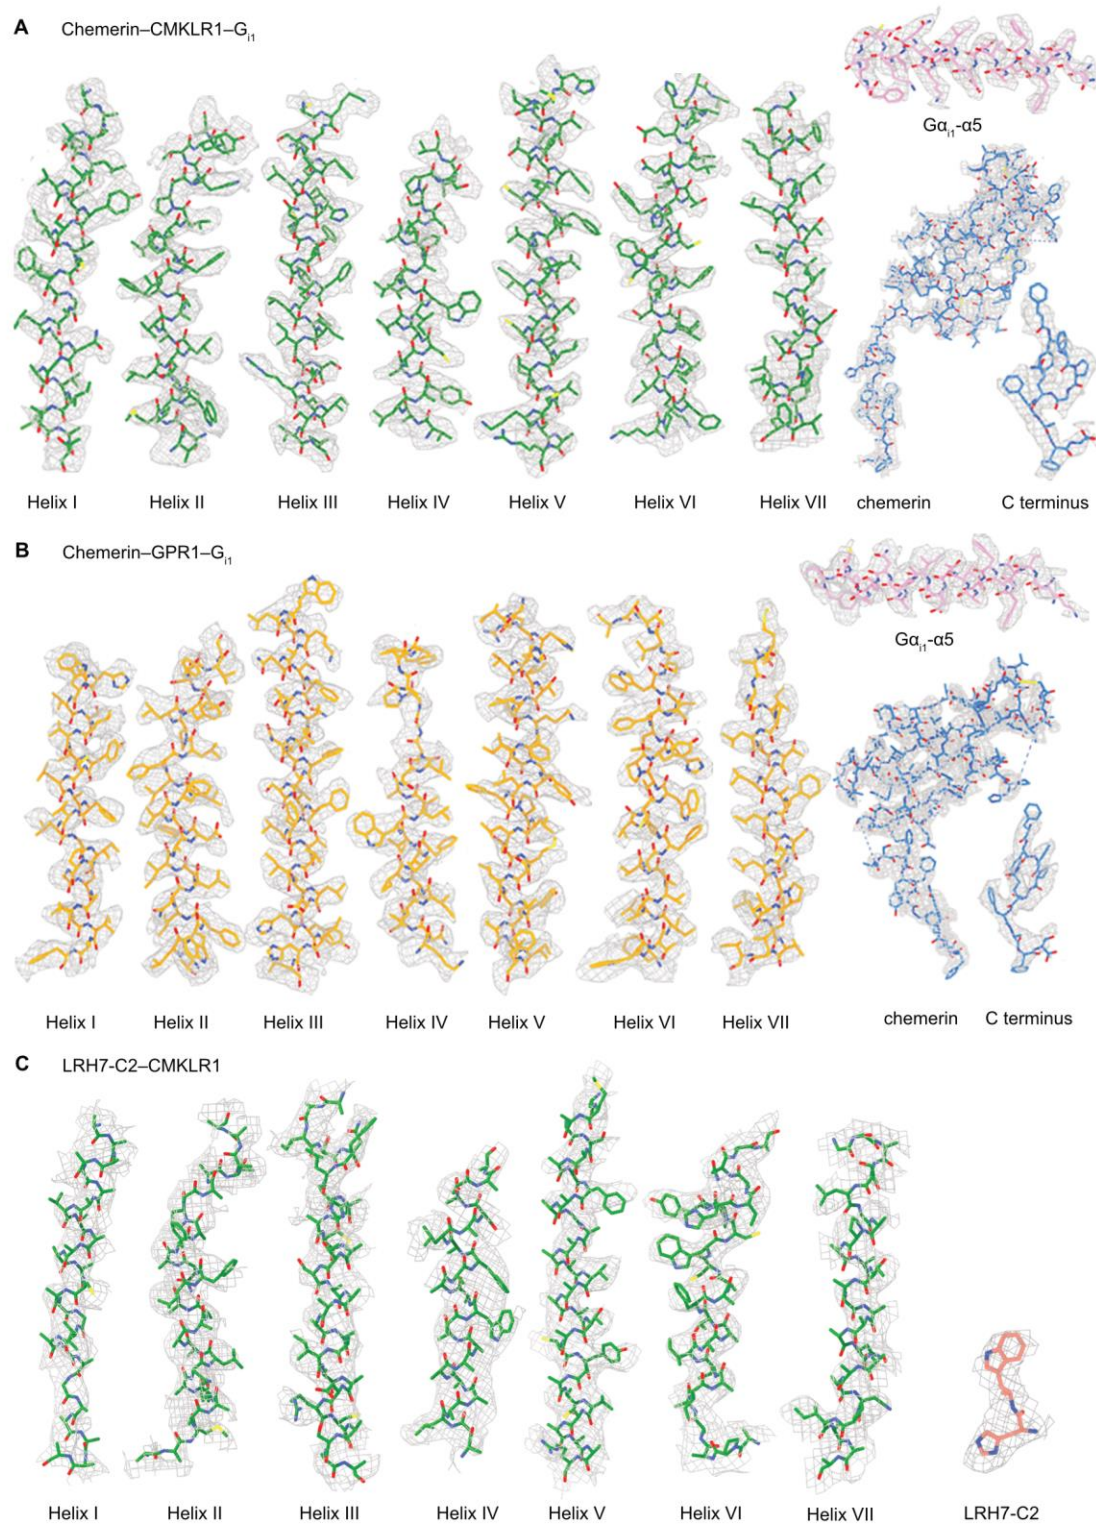 A Chemerin–CMKLR1–Gi1
Gαi1-α5
Helix I Helix II Helix III Helix IV Helix V Helix VI Helix VII chemerin C terminus
B Chemerin–GPR1–Gi1
Gαi1-α5
Helix I Helix II Helix III Helix IV Helix V Helix VI Helix VII chemerin C terminus
C LRH7-C2–CMKLR1
Helix I Helix II Helix III Helix IV Helix V Helix VI Helix VII LRH7-C2